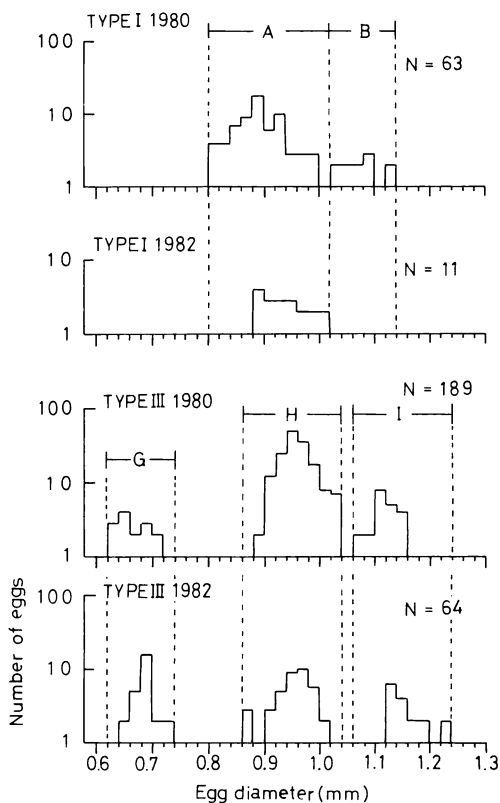 TYPE I 1980
A
B
N = 63
100
10
1
TYPE I 1982
N = 11
10
1
TYPE III 1980
N = 189
100
G
H
I
10
1
TYPE III 1982
N = 64
100
10
1
0.6 0.7 0.8 0.9 1.0 1.1 1.2 1.3
Number of eggs
Egg diameter (mm)